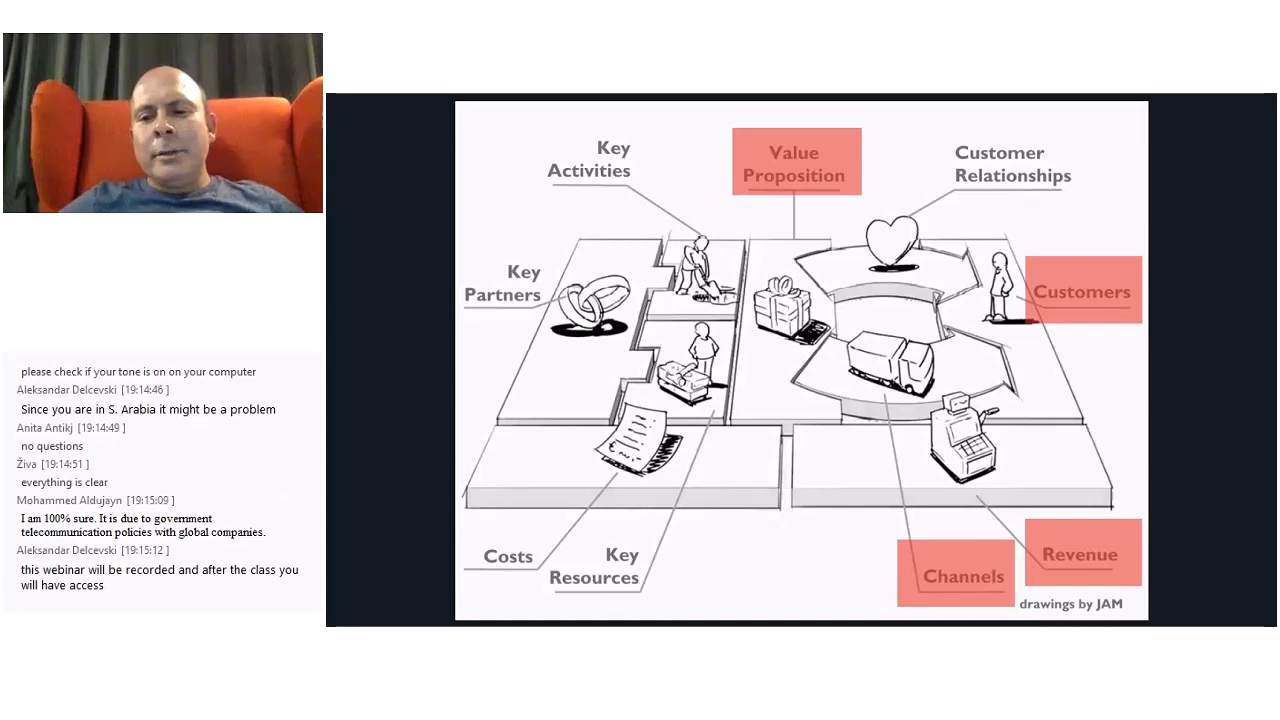 please check if your tone is on on your computer
Aleksandar Delcevski [19:14:46 ]
Since you are in S. Arabia it might be a problem
Anita Antikj [19:14:49 ]
no questions
Živa [19:14:51 ]
everything is clear
Mohammed Aldujayn [19:15:09 ]
I am 100% sure. It is due to government
telecommunication policies with global companies.
Aleksandar Delcevski [19:15:12 ]
this webinar will be recorded and after the class you
will have access
Key
Activities
Value
Proposition
Customer
Relationships
Key
Partners
Customers
Costs
Key
Resources
Channels
Revenue
drawings by JAM